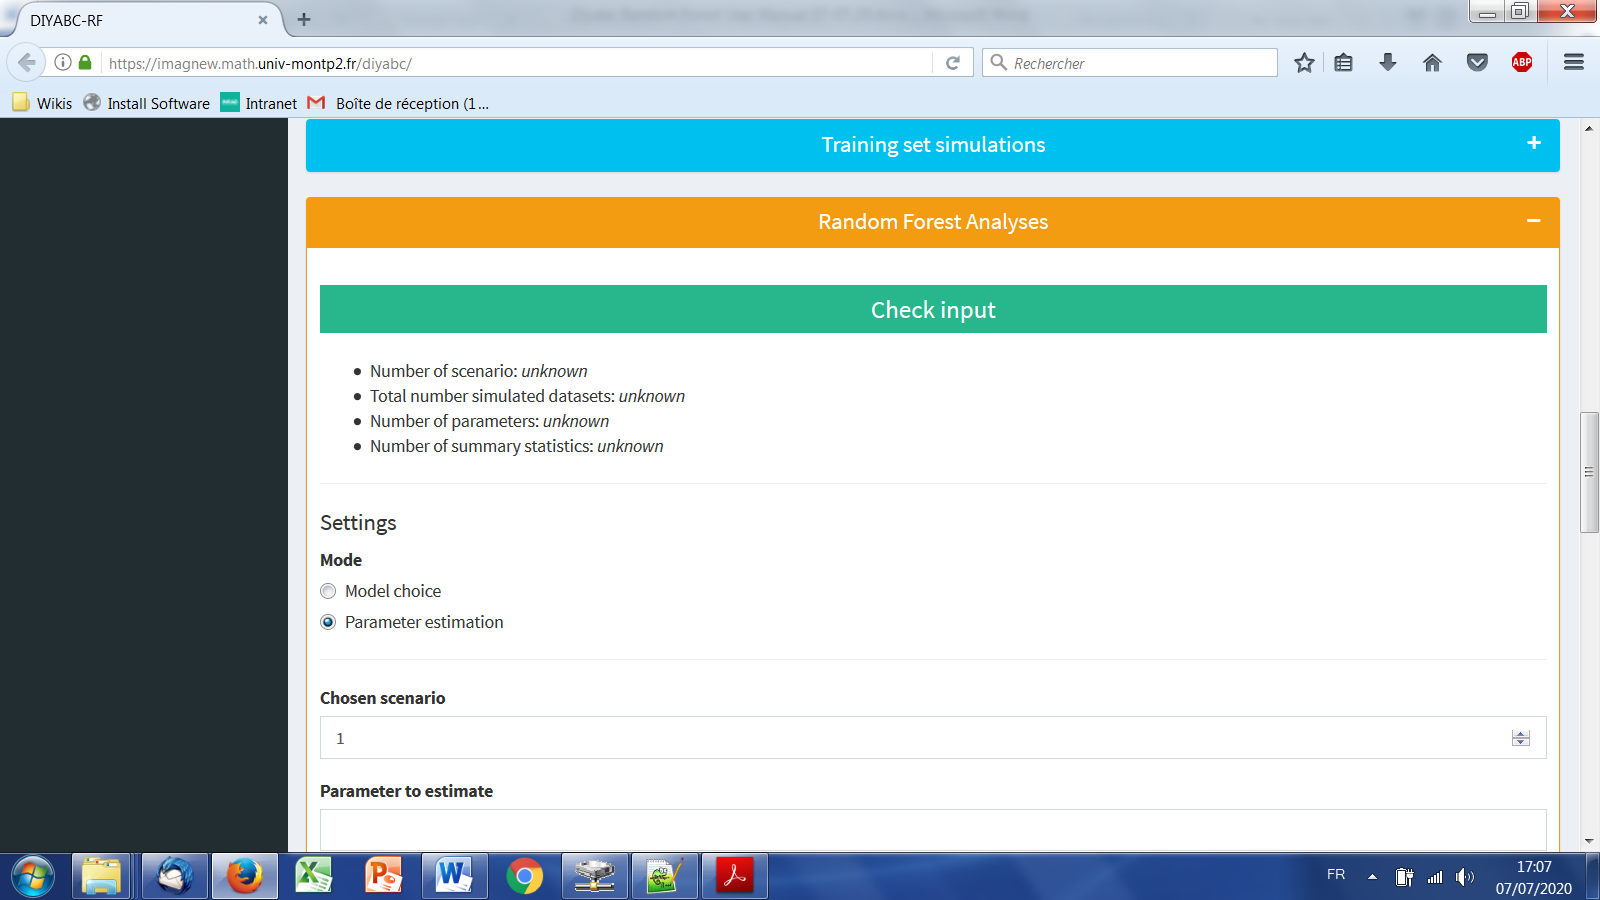 DIYABC-RF
https://imagnew.math.univ-montp2.fr/diyabc/
Rechercher
ABP
Wikis
Install Software
Intranet
Boîte de réception (1 ...
Training set simulations
Random Forest Analyses
Check input
Number of scenario: unknown
Total number simulated datasets: unknown
Number of parameters: unknown
Number of summary statistics: unknown
Settings
Mode
Model choice
Parameter estimation
Chosen scenario
1
Parameter to estimate
FR
17:07
07/07/2020